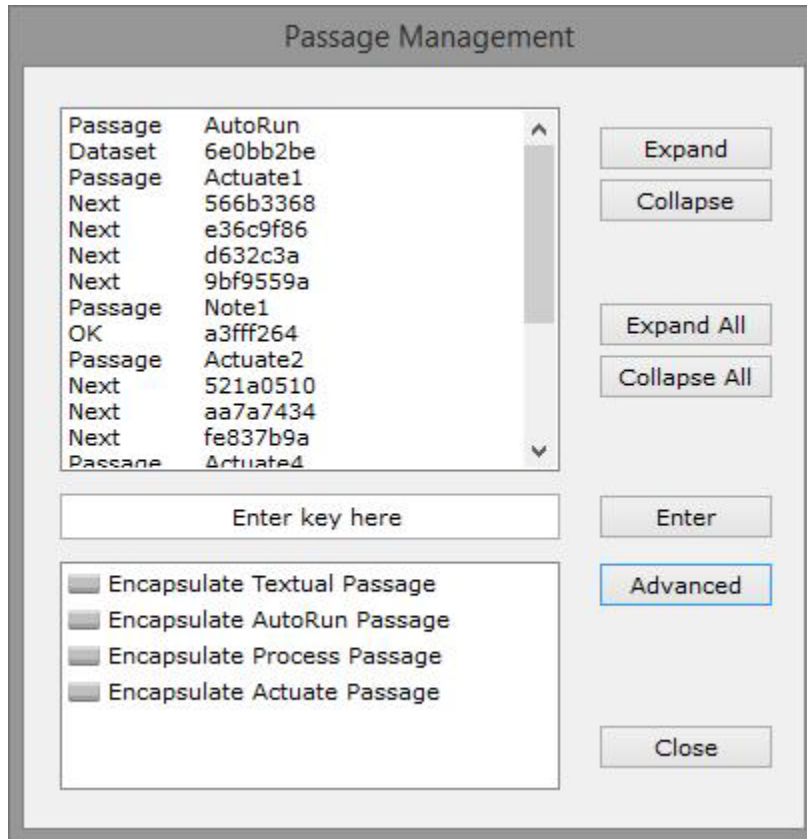 Passage Management
Passage AutoRun
Dataset 6e0bb2be
Passage Actuate1
Next 566b3368
Next e36c9f86
Next d632c3a
Next 9bf9559a
Passage Note1
OK a3fff264
Passage Actuate2
Next 521a0510
Next aa7a7434
Next fe837b9a
Passage Actuate4
Expand
Collapse
Expand All
Collapse All
Enter key here
Enter
Encapsulate Textual Passage
Encapsulate AutoRun Passage
Encapsulate Process Passage
Encapsulate Actuate Passage
Advanced
Close